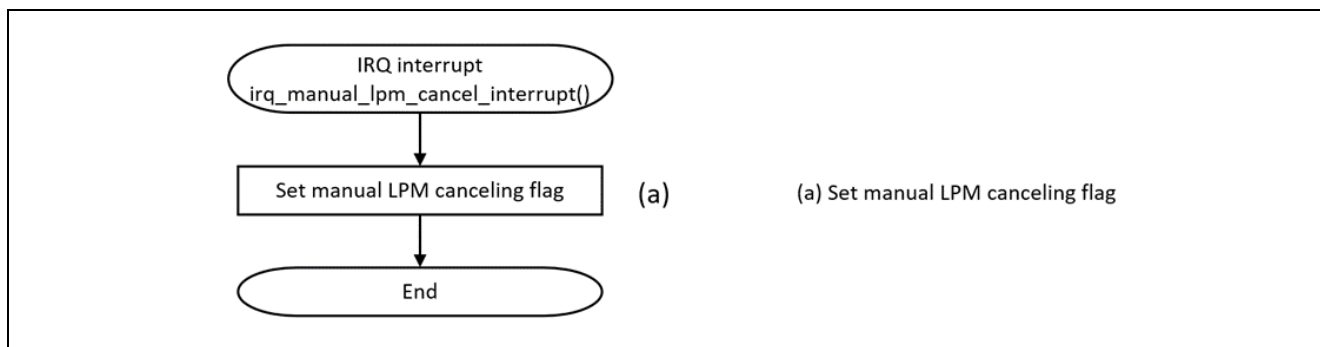 IRQ interrupt
irq_manual_lpm_cancel_interrupt()
Set manual LPM canceling flag
(a)
(a) Set manual LPM canceling flag
End